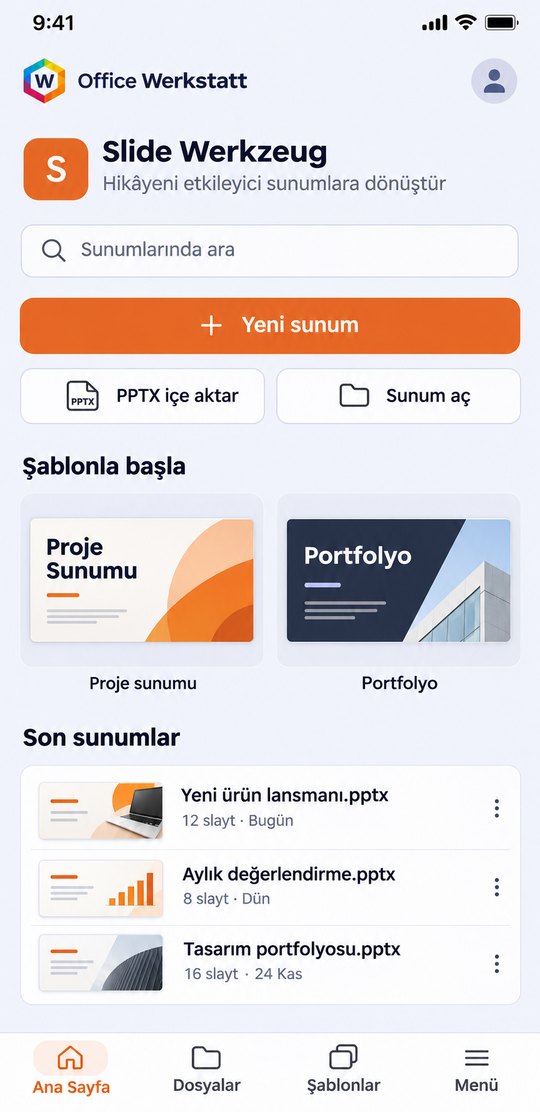 9:41
W
Office Werkstatt
S
Slide Werkzeug
Hikâyeni etkileyici sunumlara dönüştür
Sunumlarında ara
Yeni sunum
PPTX
PPTX içe aktar
Sunum aç
Şablonla başla
Proje
Sunumu
Portfolyo
Proje sunumu
Portfolyo
Son sunumlar
Yeni ürün lansmanı.pptx
12 slayt · Bugün
Aylık değerlendirme.pptx
8 slayt · Dün
Tasarım portfolyosu.pptx
16 slayt · 24 Kas
Ana Sayfa
Dosyalar
Şablonlar
Menü